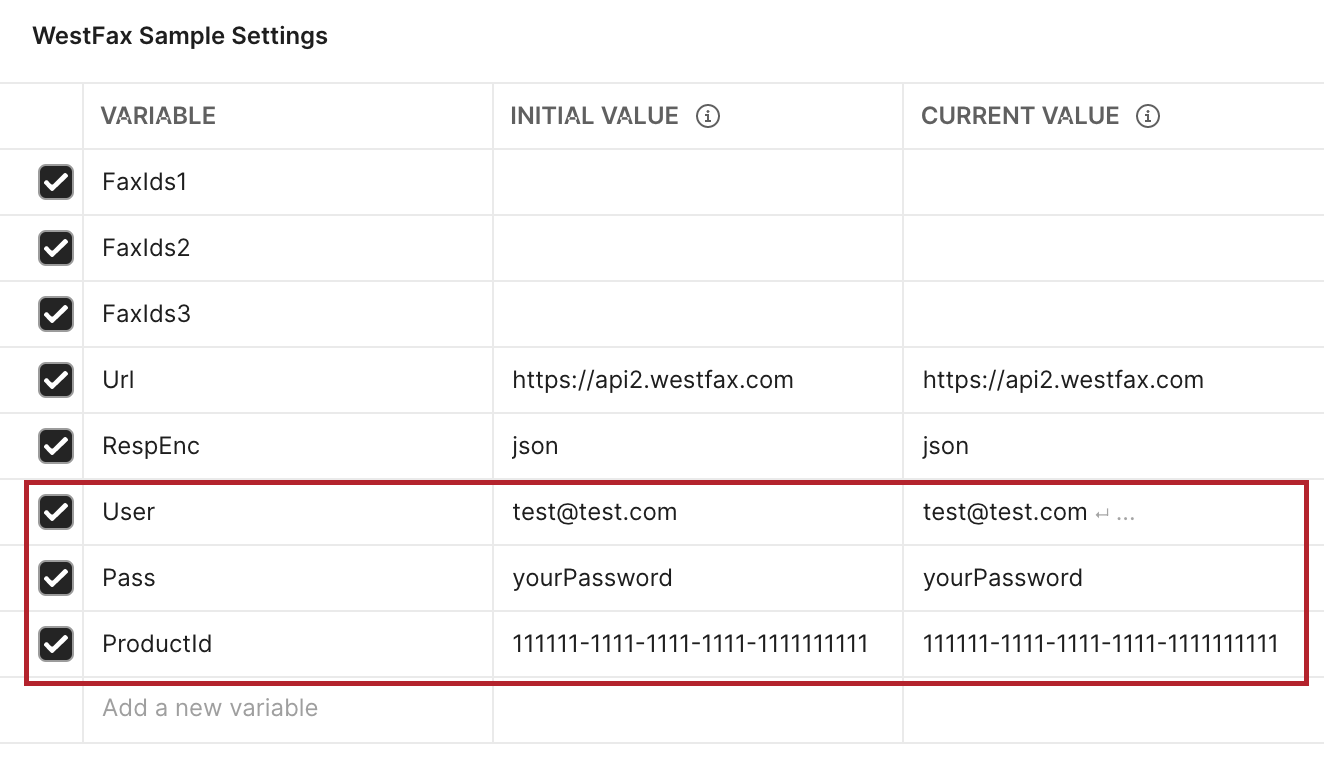 WestFax Sample Settings
VARIABLE INITIAL VALUE CURRENT VALUE
FaxIds1
FaxIds2
FaxIds3
Url https://api2.westfax.com https://api2.westfax.com
RespEnc json json
User test@test.com test@test.com ↵ ...
Pass yourPassword yourPassword
ProductId 111111-1111-1111-1111-1111111111 111111-1111-1111-1111-1111111111
Add a new variable